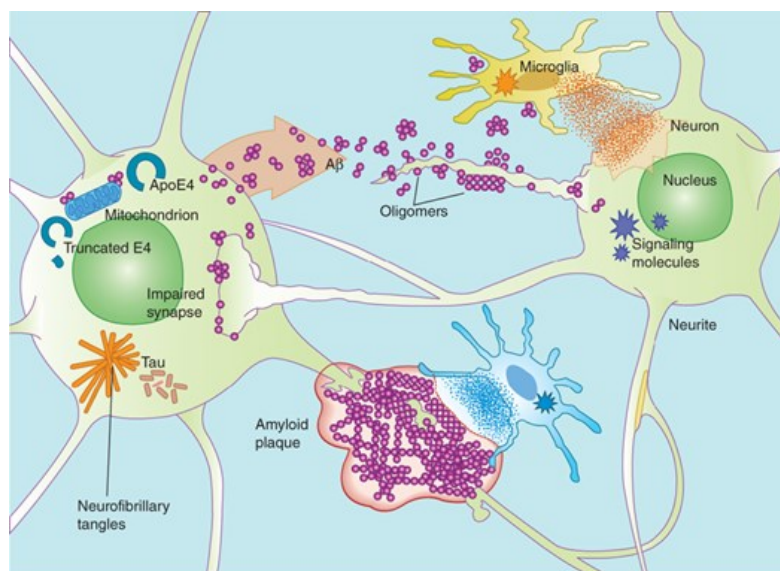 Microglia
Neuron
Aβ
ApoE4
Nucleus
Mitochondrion
Oligomers
Truncated E4
Signaling
molecules
Impaired
synapse
Neurite
Tau
Amyloid
plaque
Neurofibrillary
tangles